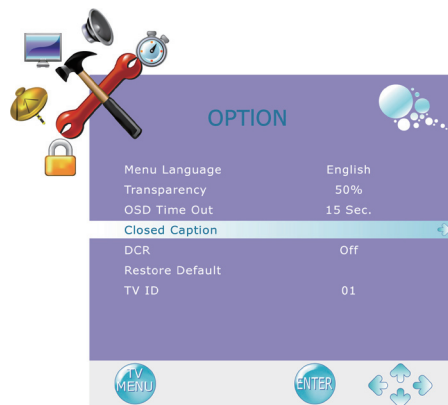 OPTION
Menu Language English
Transparency 50%
OSD Time Out 15 Sec.
Closed Caption
DCR Off
Restore Default
TV ID 01
TV MENU
ENTER